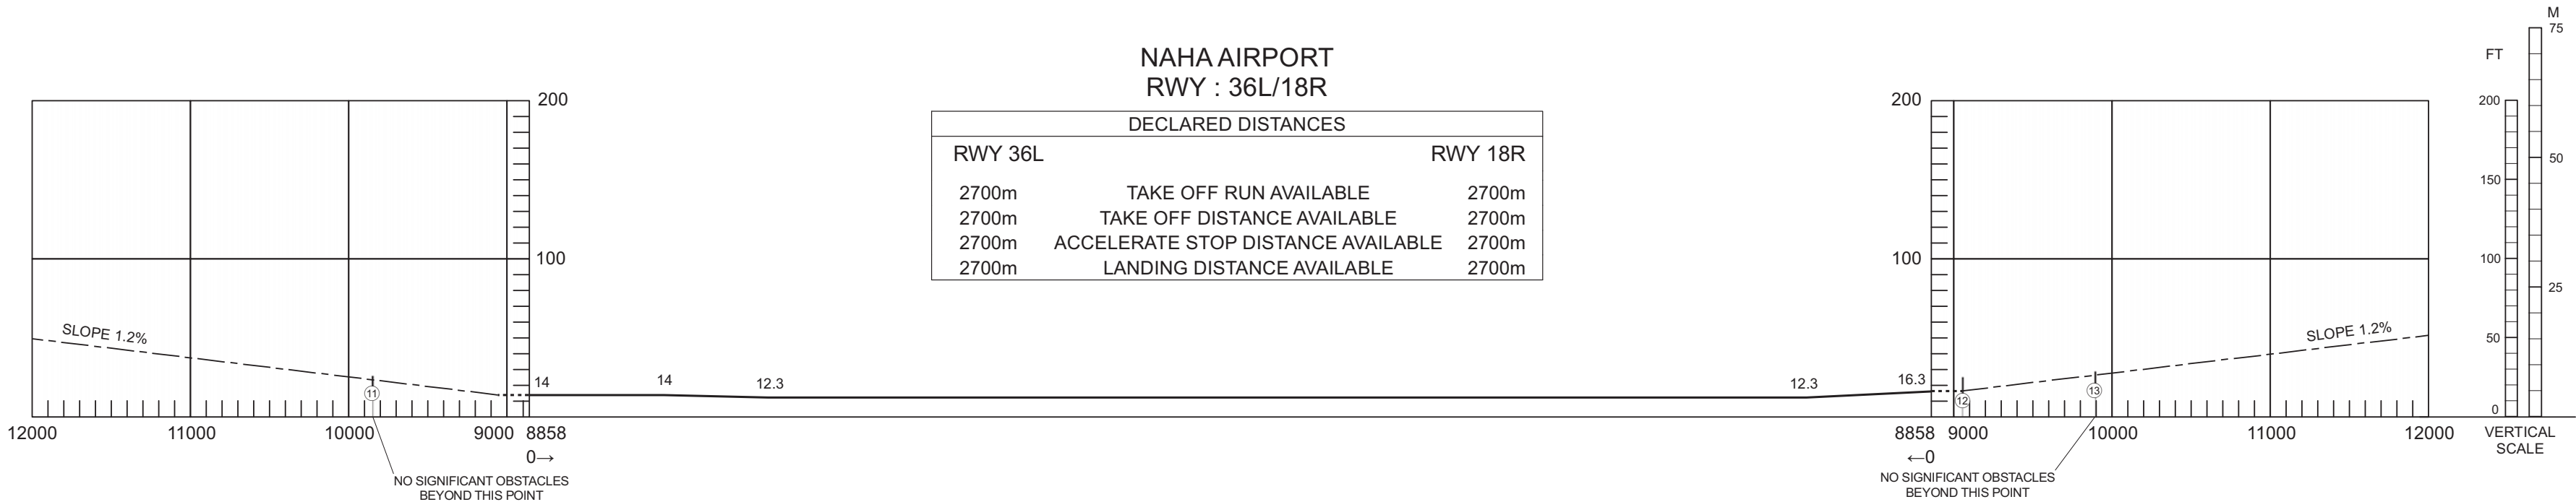 NAHA AIRPORT
RWY : 36L/18R
DECLARED DISTANCES
RWY 36L RWY 18R
2700m TAKE OFF RUN AVAILABLE 2700m
2700m TAKE OFF DISTANCE AVAILABLE 2700m
2700m ACCELERATE STOP DISTANCE AVAILABLE 2700m
2700m LANDING DISTANCE AVAILABLE 2700m
200
100
SLOPE 1.2%
11
12000 11000 10000 9000 8858
0→
NO SIGNIFICANT OBSTACLES
BEYOND THIS POINT
14 14 12.3 12.3 16.3
200
100
SLOPE 1.2%
12 13
8858 9000 10000 11000 12000
←0
NO SIGNIFICANT OBSTACLES
BEYOND THIS POINT
M
75
FT
200
50
150
100
25
50
0
VERTICAL
SCALE